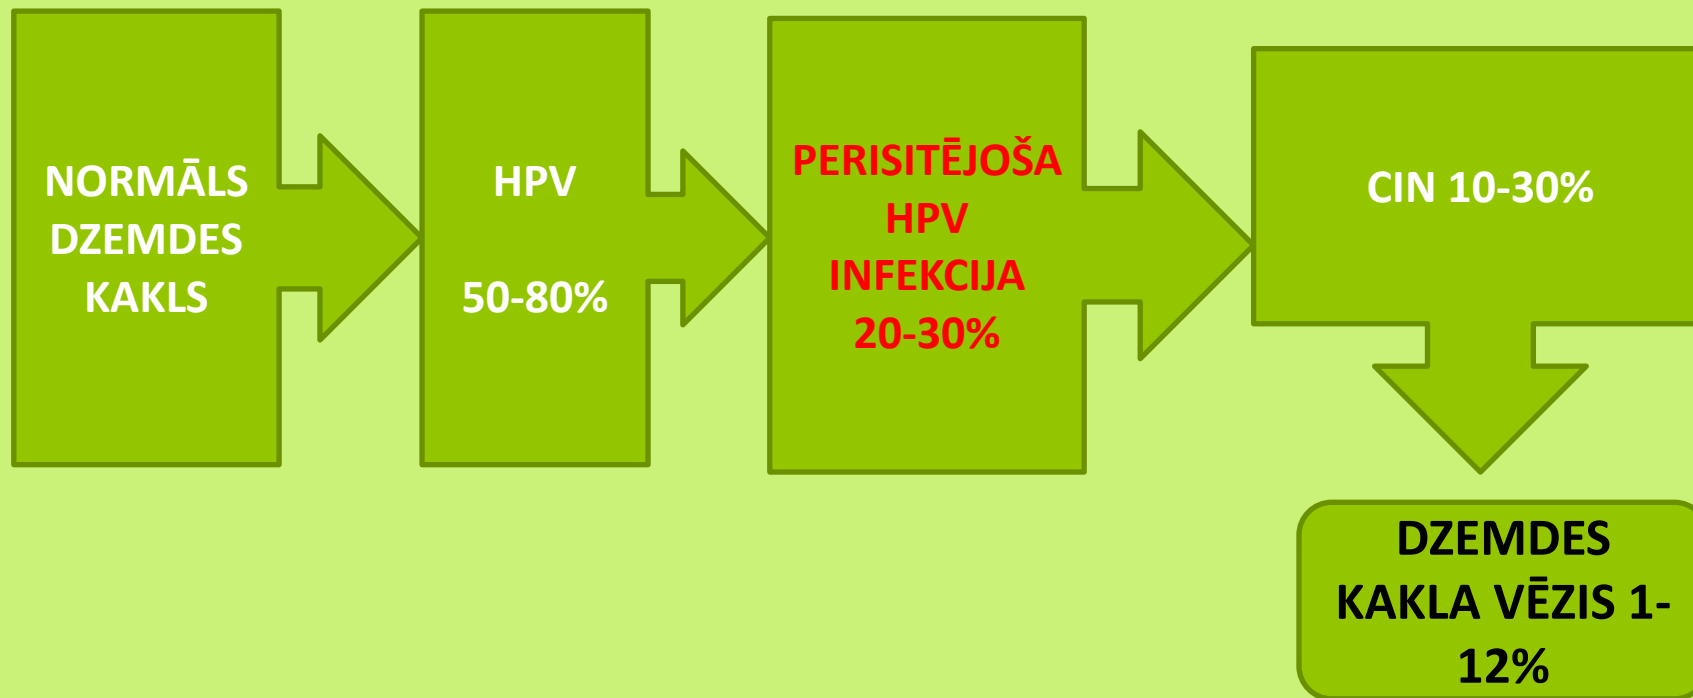 NORMĀLS
DZEMDES
KAKLS
HPV
50-80%
PERISITĒJOŠA
HPV
INFEKCIJA
20-30%
CIN 10-30%
DZEMDES
KAKLA VĒZIS 1-
12%